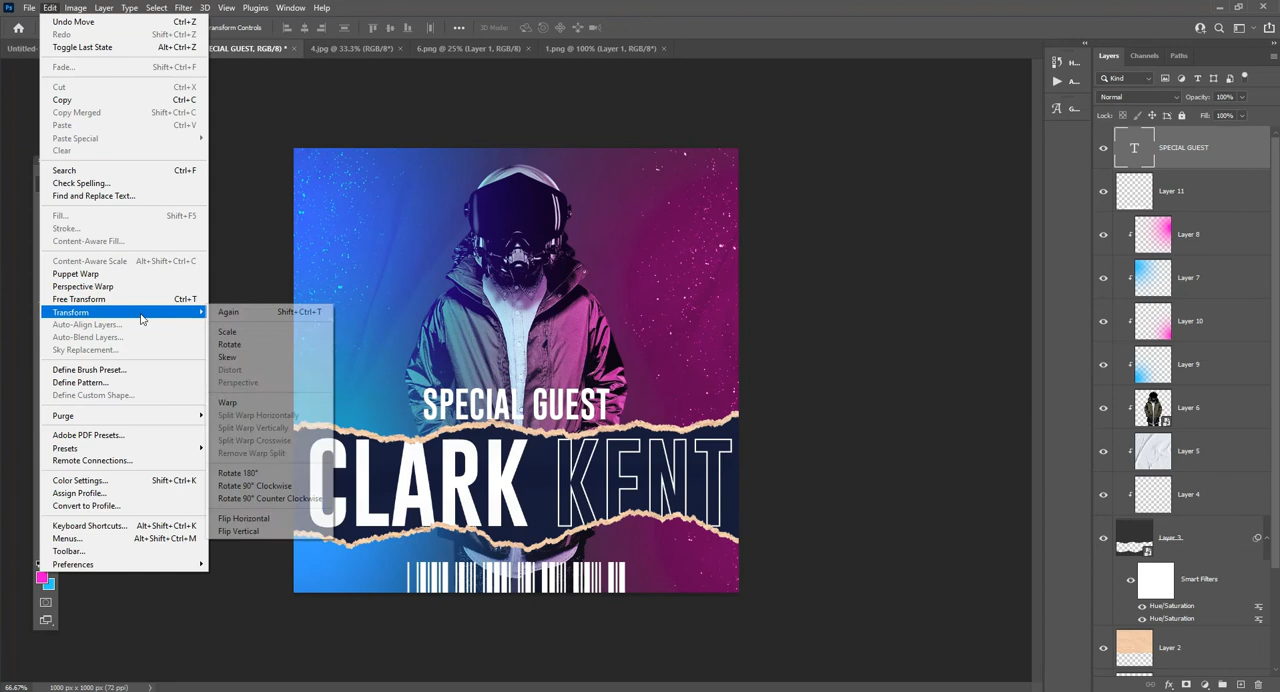 Ps File Edit Image Layer Type Select Filter 3D View Plugins Window Help
Transform Controls
3D Mode:
Untitled-
SPECIAL GUEST, RGB/8) *
4.jpg @ 33.3% (RGB/8*)
6.png @ 25% (Layer 1, RGB/8)
1.png @ 100% (Layer 1, RGB/8*)
Undo Move Ctrl+Z
Redo Shift+Ctrl+Z
Toggle Last State Alt+Ctrl+Z
Fade... Shift+Ctrl+F
Cut Ctrl+X
Copy Ctrl+C
Copy Merged Shift+Ctrl+C
Paste Ctrl+V
Paste Special
Clear
Search Ctrl+F
Check Spelling...
Find and Replace Text...
Fill... Shift+F5
Stroke...
Content-Aware Fill...
Content-Aware Scale Alt+Shift+Ctrl+C
Puppet Warp
Perspective Warp
Free Transform Ctrl+T
Transform
Auto-Align Layers...
Auto-Blend Layers...
Sky Replacement...
Define Brush Preset...
Define Pattern...
Define Custom Shape...
Purge
Adobe PDF Presets...
Presets
Remote Connections...
Color Settings... Shift+Ctrl+K
Assign Profile...
Convert to Profile...
Keyboard Shortcuts... Alt+Shift+Ctrl+K
Menus... Alt+Shift+Ctrl+M
Toolbar...
Preferences
Again Shift+Ctrl+T
Scale
Rotate
Skew
Distort
Perspective
Warp
Split Warp Horizontally
Split Warp Vertically
Split Warp Crosswise
Remove Warp Split
Rotate 180°
Rotate 90° Clockwise
Rotate 90° Counter Clockwise
Flip Horizontal
Flip Vertical
SPECIAL GUEST
CLARK KENT
H...
A...
G...
Layers Channels Paths
Kind
Normal Opacity: 100%
Lock: Fill: 100%
T SPECIAL GUEST
Layer 11
Layer 8
Layer 7
Layer 10
Layer 9
Layer 6
Layer 5
Layer 4
Layer 3
Smart Filters
Hue/Saturation
Hue/Saturation
Layer 2
fx
66.67% 1000 px x 1000 px (72 ppi)